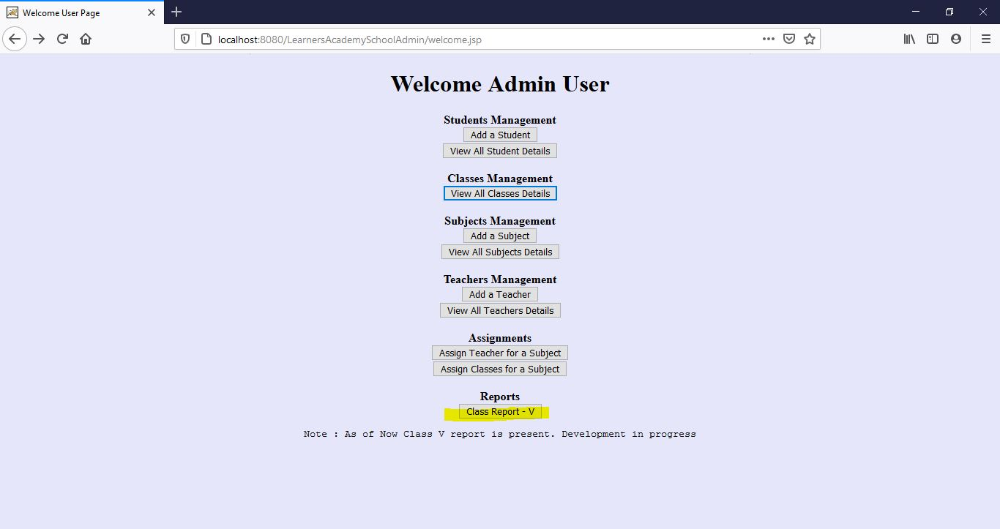 Welcome User Page
localhost:8080/LearnersAcademySchoolAdmin/welcome.jsp
Welcome Admin User
Students Management
Add a Student
View All Student Details
Classes Management
View All Classes Details
Subjects Management
Add a Subject
View All Subjects Details
Teachers Management
Add a Teacher
View All Teachers Details
Assignments
Assign Teacher for a Subject
Assign Classes for a Subject
Reports
Class Report - V
Note : As of Now Class V report is present. Development in progress